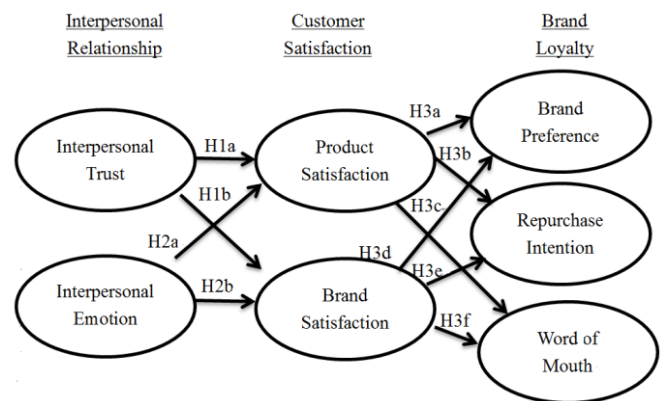 Interpersonal
Relationship
Customer
Satisfaction
Brand
Loyalty
Interpersonal
Trust
Interpersonal
Emotion
H1a
H1b
H2a
H2b
Product
Satisfaction
Brand
Satisfaction
H3a
H3b
H3c
H3d
H3e
H3f
Brand
Preference
Repurchase
Intention
Word of
Mouth